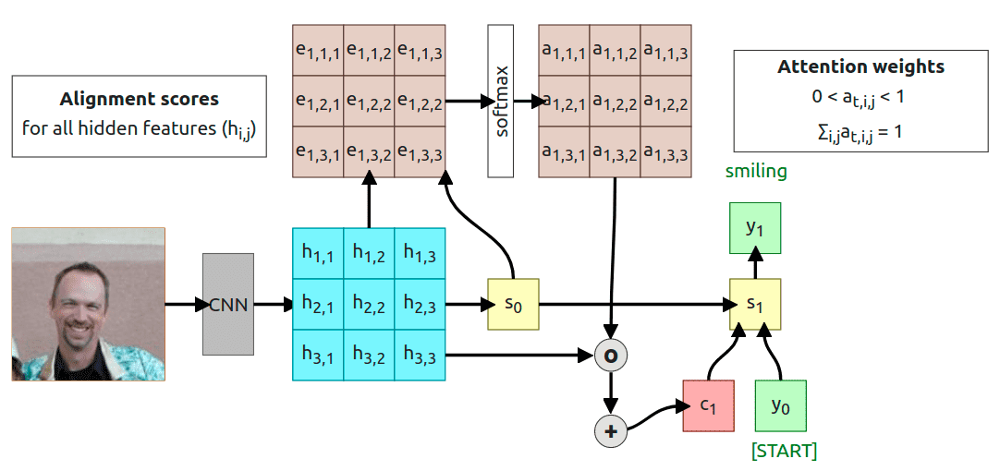 e1,1,1 e1,1,2 e1,1,3
e1,2,1 e1,2,2 e1,2,2
e1,3,1 e1,3,2 e1,3,3
softmax
a1,1,1 a1,1,2 a1,1,3
a1,2,1 a1,2,2 a1,2,2
a1,3,1 a1,3,2 a1,3,3
Alignment scores
for all hidden features (hi,j)
Attention weights
0 < at,i,j < 1
∑i,jat,i,j = 1
smiling
y1
CNN
h1,1 h1,2 h1,3
h2,1 h2,2 h2,3
h3,1 h3,2 h3,3
s0
s1
o
+
c1
y0
[START]